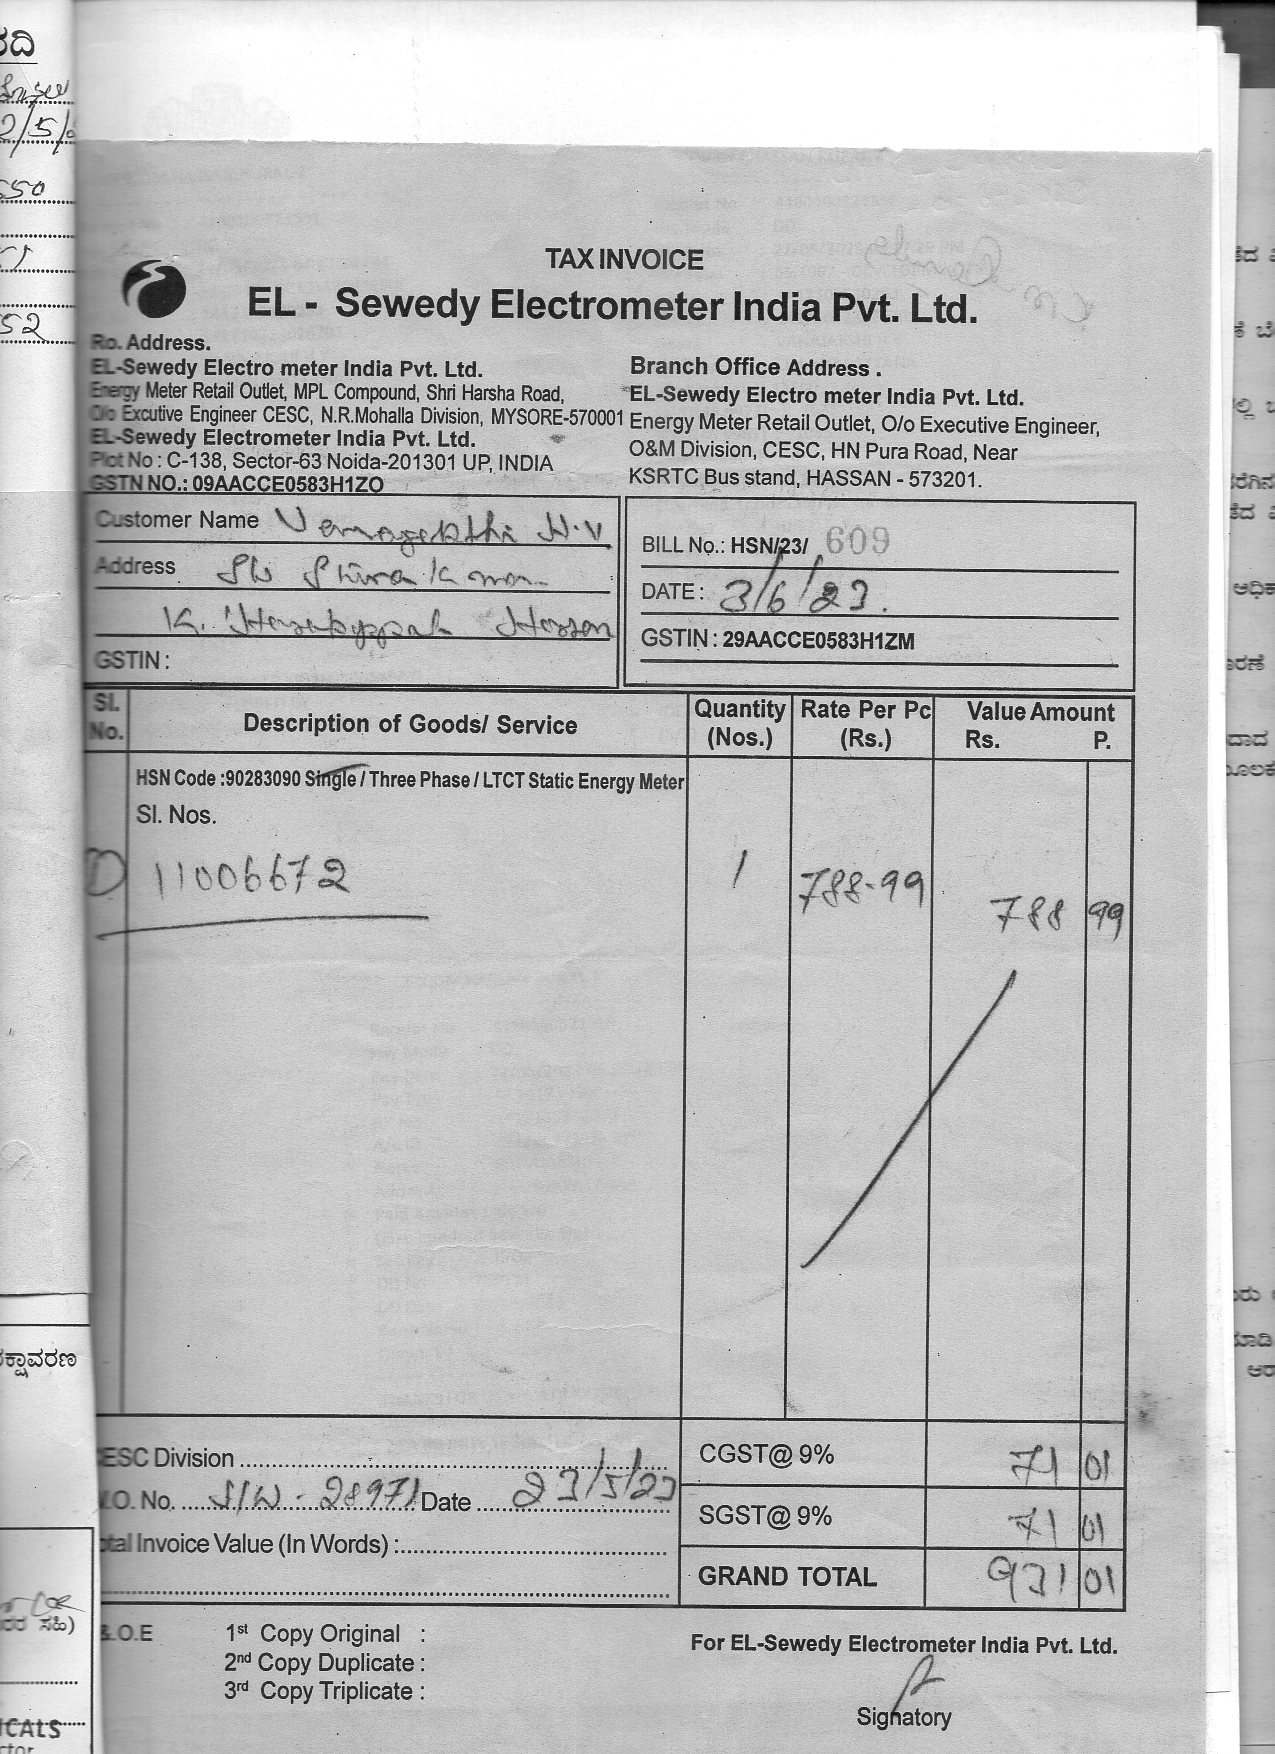 TAX INVOICE
EL - Sewedy Electrometer India Pvt. Ltd.
Ro. Address.
EL-Sewedy Electro meter India Pvt. Ltd.
Energy Meter Retail Outlet, MPL Compound, Shri Harsha Road,
O/o Excutive Engineer CESC, N.R.Mohalla Division, MYSORE-570001
EL-Sewedy Electrometer India Pvt. Ltd.
Plot No : C-138, Sector-63 Noida-201301 UP, INDIA
GSTN NO.: 09AACCE0583H1ZO
Branch Office Address .
EL-Sewedy Electro meter India Pvt. Ltd.
Energy Meter Retail Outlet, O/o Executive Engineer,
O&M Division, CESC, HN Pura Road, Near
KSRTC Bus stand, HASSAN - 573201.
Customer Name H.V
Address
K. Hassan
GSTIN :
BILL No.: HSN/23/ 609
DATE : 3/6/23.
GSTIN : 29AACCE0583H1ZM
Sl. No. Description of Goods/ Service Quantity (Nos.) Rate Per Pc (Rs.) Value Amount Rs. P.
HSN Code :90283090 Single / Three Phase / LTCT Static Energy Meter
Sl. Nos.
D 11006672 1 788-99 788 99
CESC Division
W.O. No. 28971 Date 23/5/23
Total Invoice Value (In Words) :
CGST@ 9% 71 01
SGST@ 9% 71 01
GRAND TOTAL 931 01
E.&.O.E
1st Copy Original :
2nd Copy Duplicate :
3rd Copy Triplicate :
For EL-Sewedy Electrometer India Pvt. Ltd.
Signatory